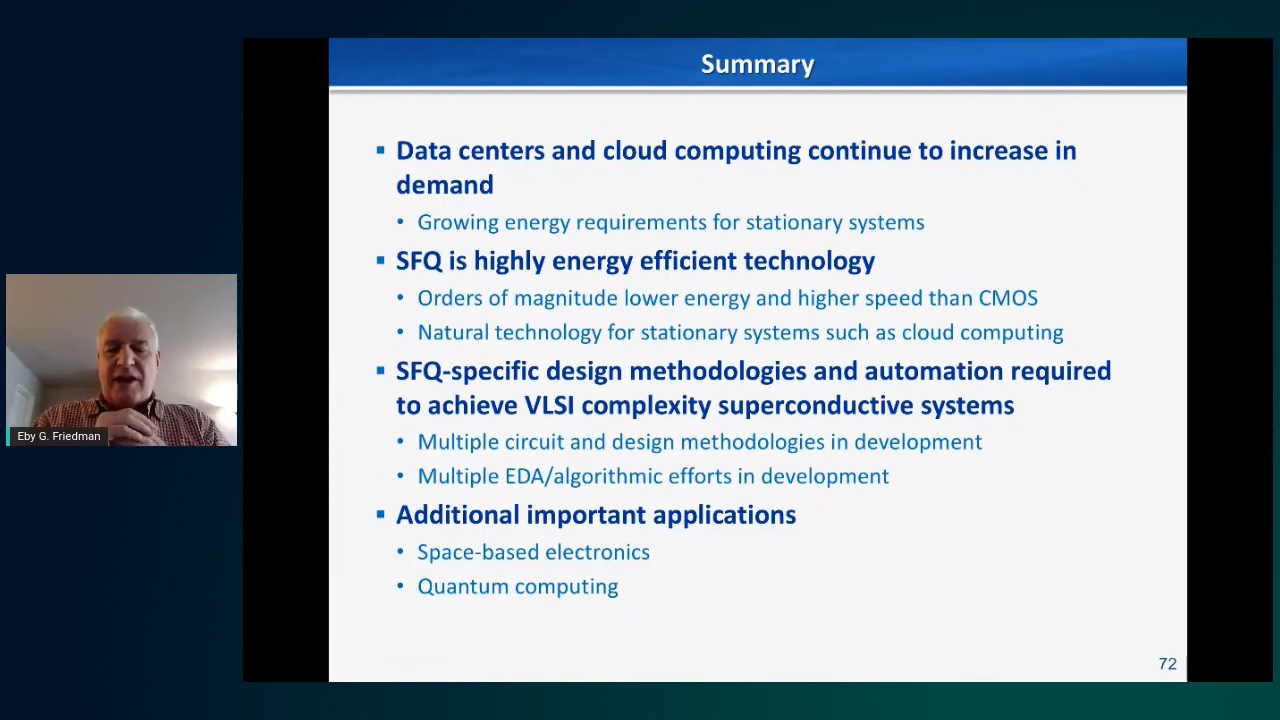 Summary
Data centers and cloud computing continue to increase in
demand
Growing energy requirements for stationary systems
SFQ is highly energy efficient technology
Orders of magnitude lower energy and higher speed than CMOS
Natural technology for stationary systems such as cloud computing
SFQ-specific design methodologies and automation required
to achieve VLSI complexity superconductive systems
Multiple circuit and design methodologies in development
Multiple EDA/algorithmic efforts in development
Additional important applications
Space-based electronics
Quantum computing
72
Eby G. Friedman